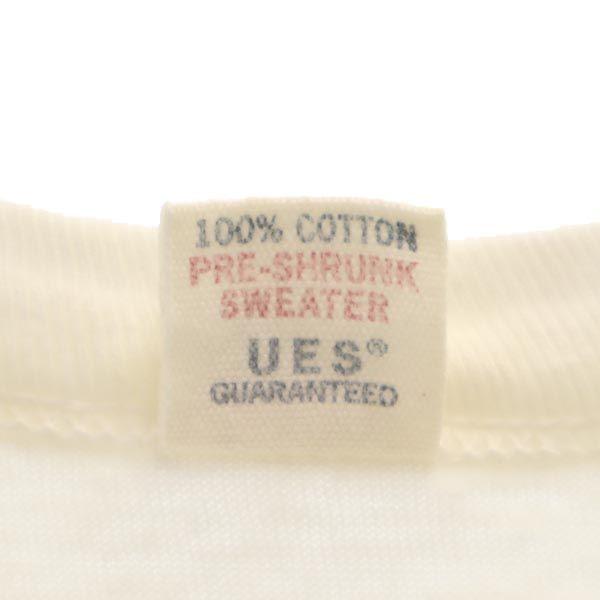 100% COTTON
PRE-SHRUNK
SWEATER
UES®
GUARANTEED